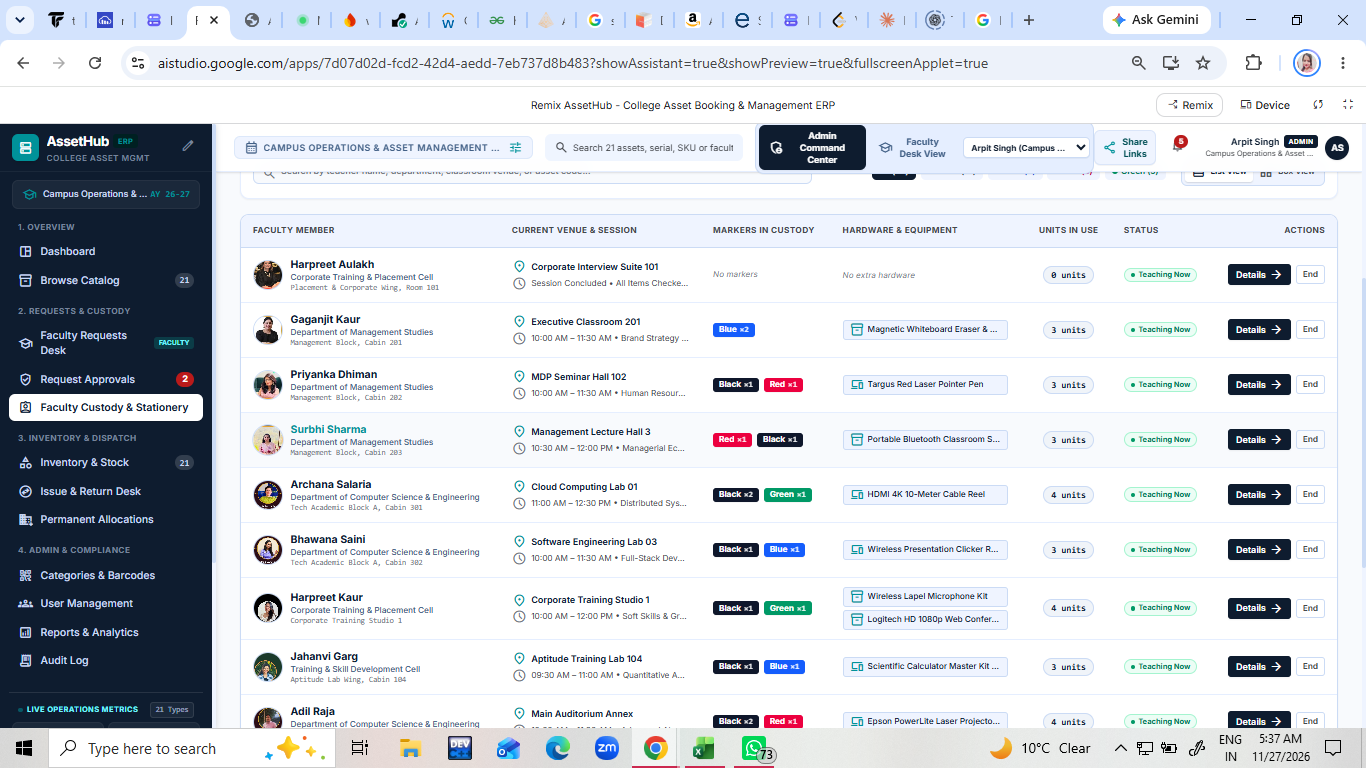 Ask Gemini
aistudio.google.com/apps/7d07d02d-fcd2-42d4-aedd-7eb737d8b483?showAssistant=true&showPreview=true&fullscreenApplet=true
Remix AssetHub - College Asset Booking & Management ERP
Remix
Device
AssetHub ERP
COLLEGE ASSET MGMT
CAMPUS OPERATIONS & ASSET MANAGEMENT ...
Search 21 assets, serial, SKU or facult
Admin Command Center
Faculty Desk View
Arpit Singh (Campus ...
Share Links
5
Arpit Singh ADMIN
Campus Operations & Asset ...
AS
Campus Operations & ... AY 26-27
1. OVERVIEW
Dashboard
Browse Catalog 21
2. REQUESTS & CUSTODY
Faculty Requests Desk FACULTY
Request Approvals 2
Faculty Custody & Stationery
3. INVENTORY & DISPATCH
Inventory & Stock 21
Issue & Return Desk
Permanent Allocations
4. ADMIN & COMPLIANCE
Categories & Barcodes
User Management
Reports & Analytics
Audit Log
LIVE OPERATIONS METRICS 21 Types
FACULTY MEMBER CURRENT VENUE & SESSION MARKERS IN CUSTODY HARDWARE & EQUIPMENT UNITS IN USE STATUS ACTIONS
Harpreet Aulakh
Corporate Training & Placement Cell
Placement & Corporate Wing, Room 101
Corporate Interview Suite 101
Session Concluded • All Items Checke...
No markers
No extra hardware
0 units
Teaching Now
Details → End
Gaganjit Kaur
Department of Management Studies
Management Block, Cabin 201
Executive Classroom 201
10:00 AM – 11:30 AM • Brand Strategy ...
Blue ×2
Magnetic Whiteboard Eraser & ...
3 units
Teaching Now
Details → End
Priyanka Dhiman
Department of Management Studies
Management Block, Cabin 202
MDP Seminar Hall 102
10:00 AM – 11:30 AM • Human Resour...
Black ×1 Red ×1
Targus Red Laser Pointer Pen
3 units
Teaching Now
Details → End
Surbhi Sharma
Department of Management Studies
Management Block, Cabin 203
Management Lecture Hall 3
10:30 AM – 12:00 PM • Managerial Ec...
Red ×1 Black ×1
Portable Bluetooth Classroom S...
3 units
Teaching Now
Details → End
Archana Salaria
Department of Computer Science & Engineering
Tech Academic Block A, Cabin 301
Cloud Computing Lab 01
11:00 AM – 12:30 PM • Distributed Sys...
Black ×2 Green ×1
HDMI 4K 10-Meter Cable Reel
4 units
Teaching Now
Details → End
Bhawana Saini
Department of Computer Science & Engineering
Tech Academic Block A, Cabin 302
Software Engineering Lab 03
10:00 AM – 11:30 AM • Full-Stack Dev...
Black ×1 Blue ×1
Wireless Presentation Clicker R...
3 units
Teaching Now
Details → End
Harpreet Kaur
Corporate Training & Placement Cell
Corporate Training Studio 1
Corporate Training Studio 1
10:00 AM – 12:00 PM • Soft Skills & Gr...
Black ×1 Green ×1
Wireless Lapel Microphone Kit
Logitech HD 1080p Web Confer...
4 units
Teaching Now
Details → End
Jahanvi Garg
Training & Skill Development Cell
Aptitude Lab Wing, Cabin 104
Aptitude Training Lab 104
09:30 AM – 11:00 AM • Quantitative A...
Black ×1 Blue ×1
Scientific Calculator Master Kit ...
3 units
Teaching Now
Details → End
Adil Raja
Department of Computer Science & Engineering
Main Auditorium Annex
Black ×2 Red ×1
Epson PowerLite Laser Projecto...
4 units
Teaching Now
Details → End
Type here to search
DEV
zm
73
10°C Clear
ENG
IN
5:37 AM
11/27/2026